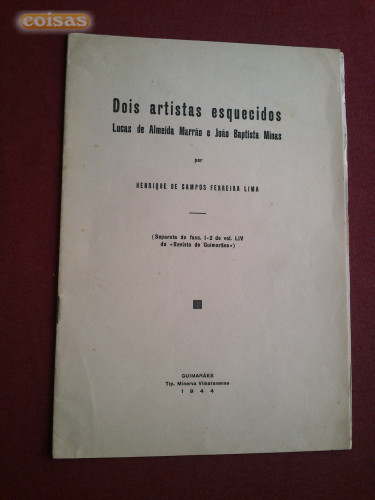 coisas
Dois artistas esquecidos
Lucas de Almeida Marrão e João Baptista Minas
por
HENRIQUE DE CAMPOS FERREIRA LIMA
(Separata do fasc. 1-2 do vol. LIV
da «Revista de Guimarães»)
GUIMARÃES
Tip. Minerva Vimaranense
1944